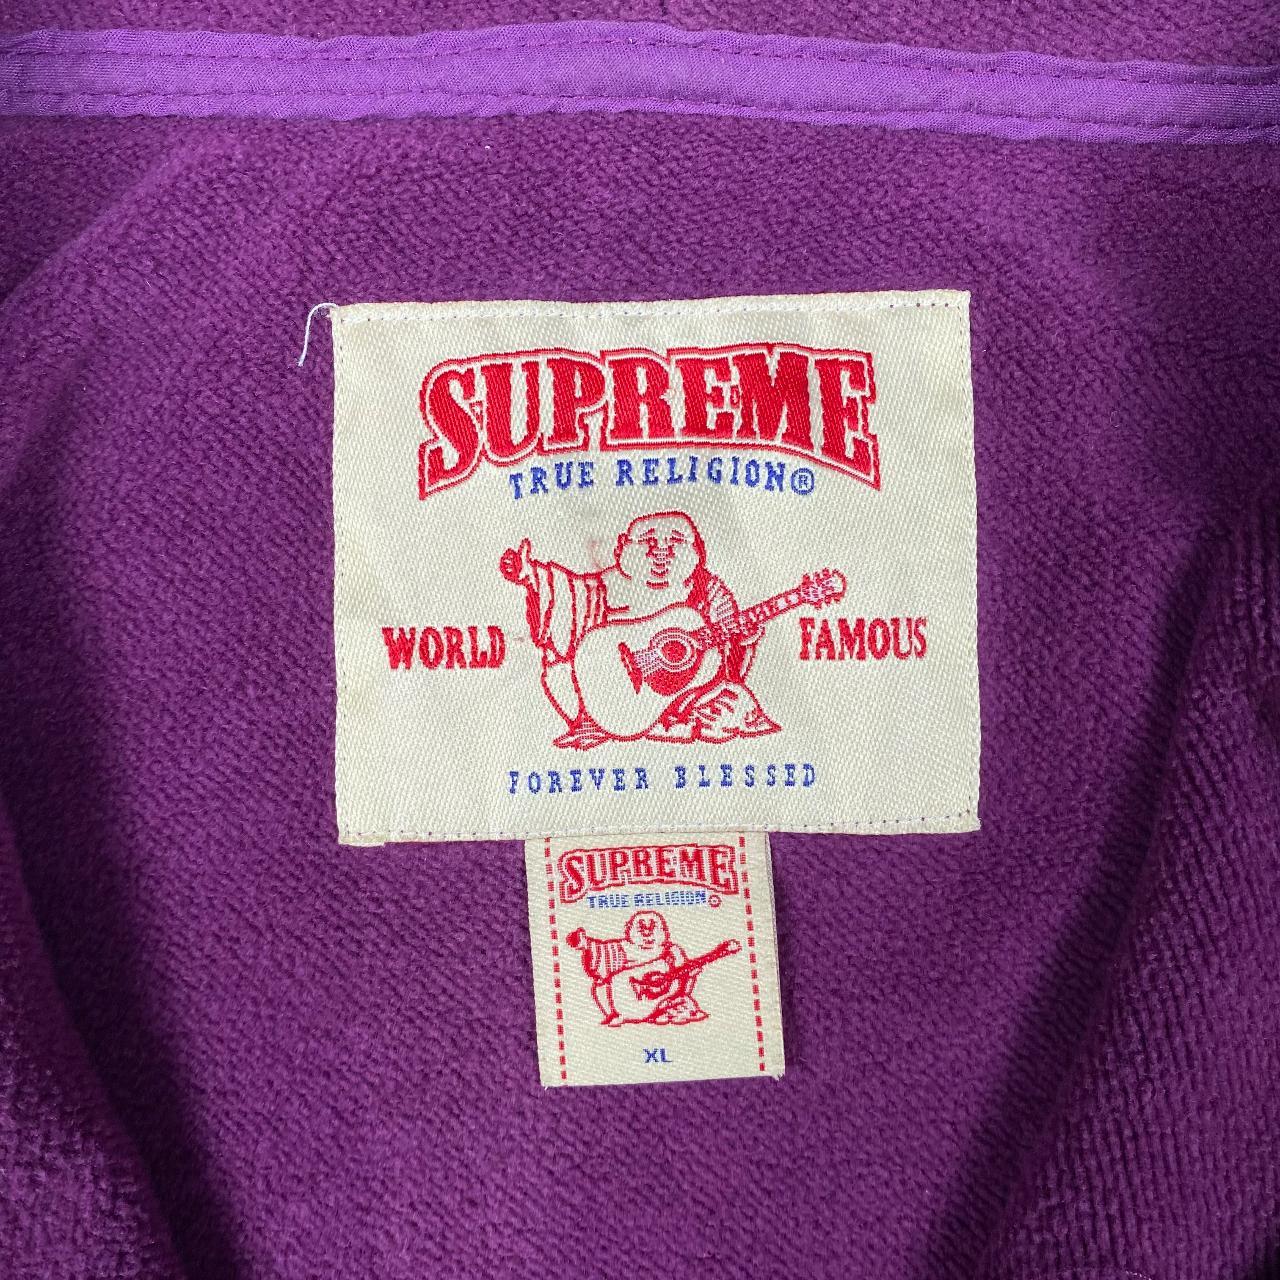 SUPREME
TRUE RELIGION®
WORLD FAMOUS
FOREVER BLESSED
SUPREME
TRUE RELIGION®
XL